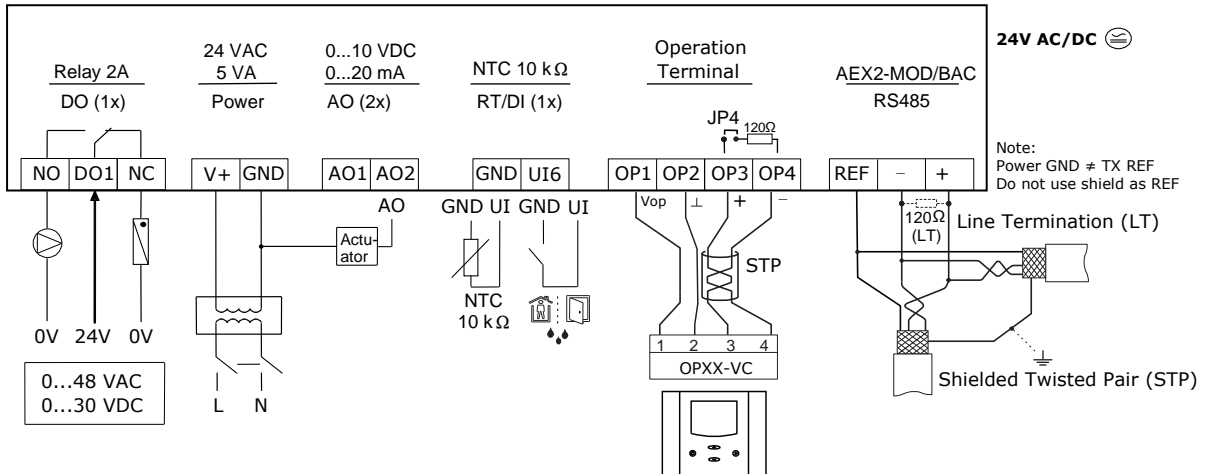 24V AC/DC
24 VAC
5 VA
Power
0...10 VDC
0...20 mA
AO (2x)
Relay 2A
DO (1x)
NTC 10 kΩ
RT/DI (1x)
Operation
Terminal
AEX2-MOD/BAC
RS485
JP4
120Ω
Note:
Power GND ≠ TX REF
Do not use shield as REF
NO DO1 NC
V+ GND
AO1 AO2
GND UI6
OP1 OP2 OP3 OP4
REF − +
AO
GND UI GND UI
Vop ⊥ + −
120Ω
(LT)
Line Termination (LT)
Actu-
ator
STP
NTC
10 kΩ
0V 24V 0V
1 2 3 4
OPXX-VC
0...48 VAC
0...30 VDC
L N
Shielded Twisted Pair (STP)